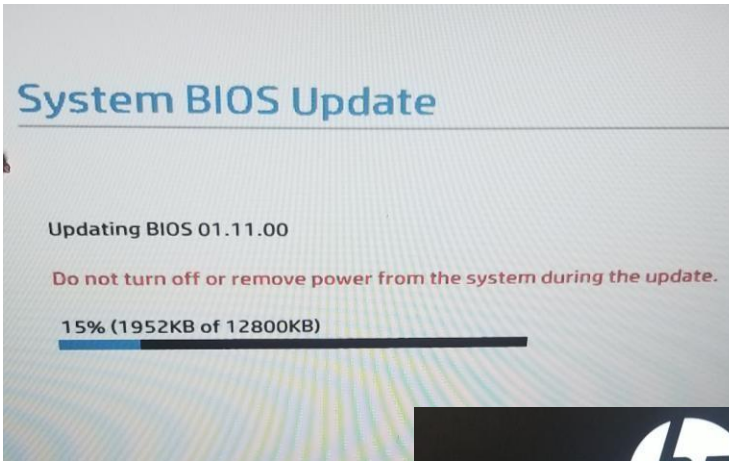 System BIOS Update
Updating BIOS 01.11.00
Do not turn off or remove power from the system during the update.
15% (1952KB of 12800KB)